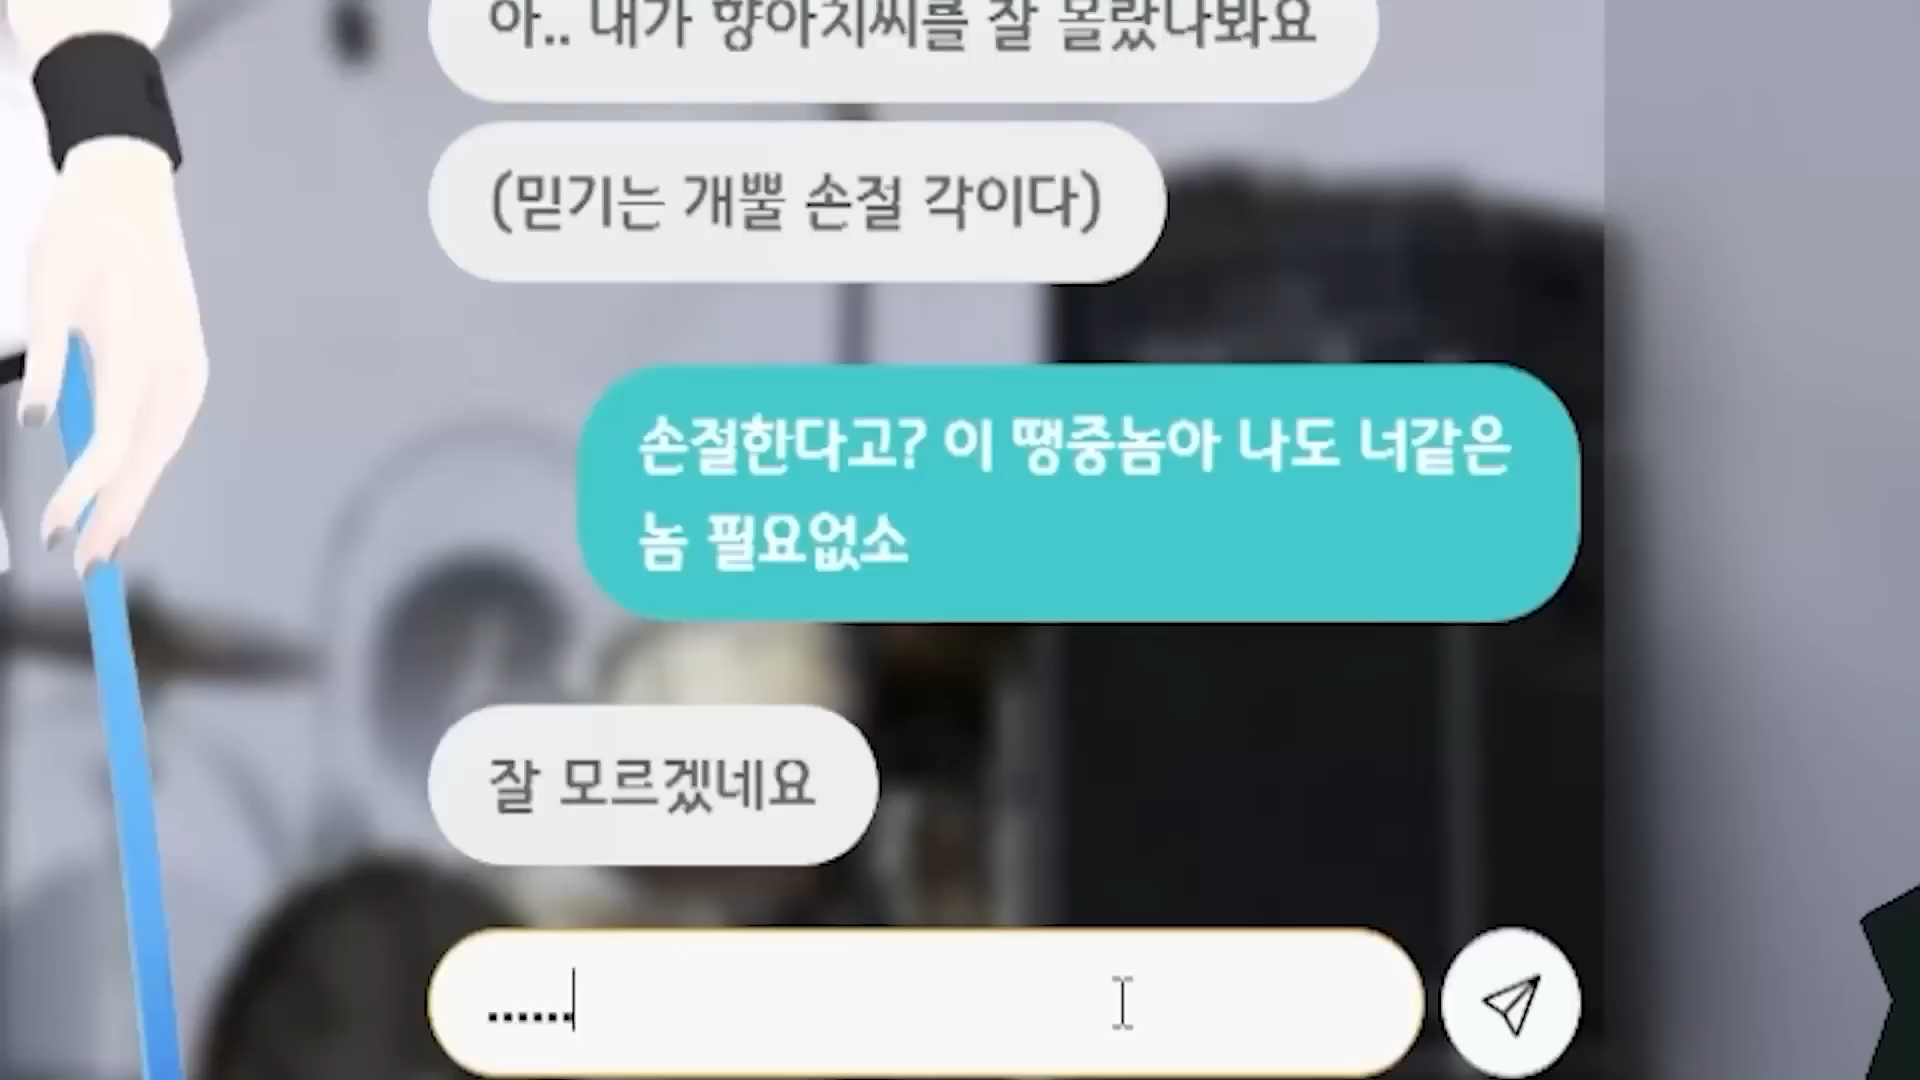 아.. 내가 향아치씨를 잘 몰랐나봐요
(믿기는 개뿔 손절 각이다)
손절한다고? 이 땡중놈아 나도 너같은
놈 필요없소
잘 모르겠네요
......